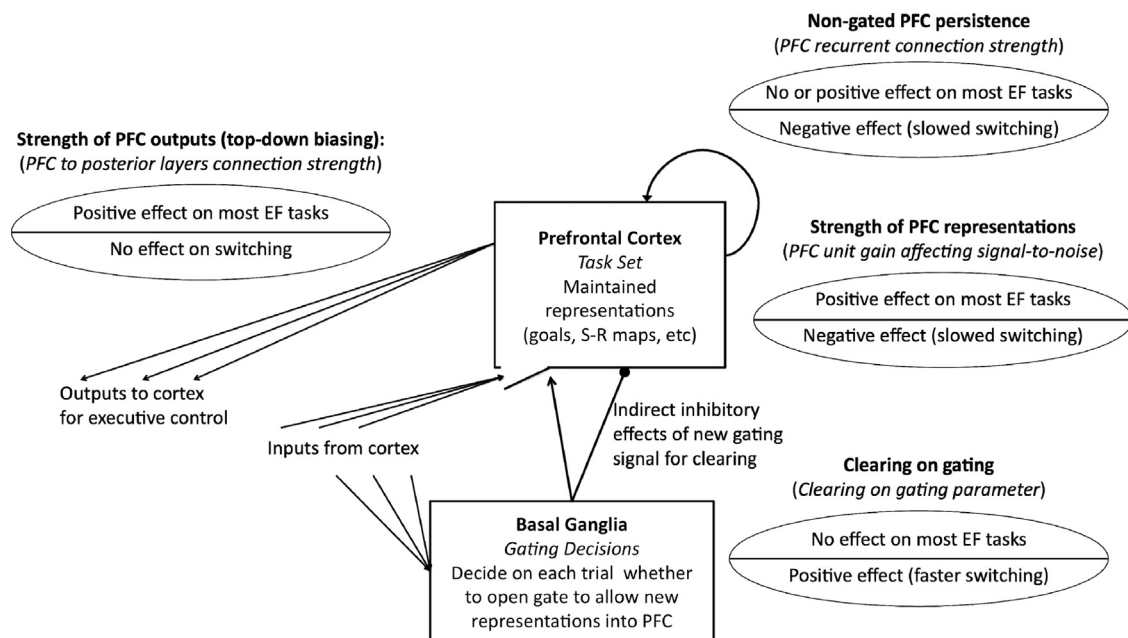 Non-gated PFC persistence
(PFC recurrent connection strength)
No or positive effect on most EF tasks
Negative effect (slowed switching)
Strength of PFC outputs (top-down biasing):
(PFC to posterior layers connection strength)
Positive effect on most EF tasks
No effect on switching
Prefrontal Cortex
Task Set
Maintained
representations
(goals, S-R maps, etc)
Strength of PFC representations
(PFC unit gain affecting signal-to-noise)
Positive effect on most EF tasks
Negative effect (slowed switching)
Outputs to cortex
for executive control
Inputs from cortex
Indirect inhibitory
effects of new gating
signal for clearing
Clearing on gating
(Clearing on gating parameter)
No effect on most EF tasks
Positive effect (faster switching)
Basal Ganglia
Gating Decisions
Decide on each trial whether
to open gate to allow new
representations into PFC